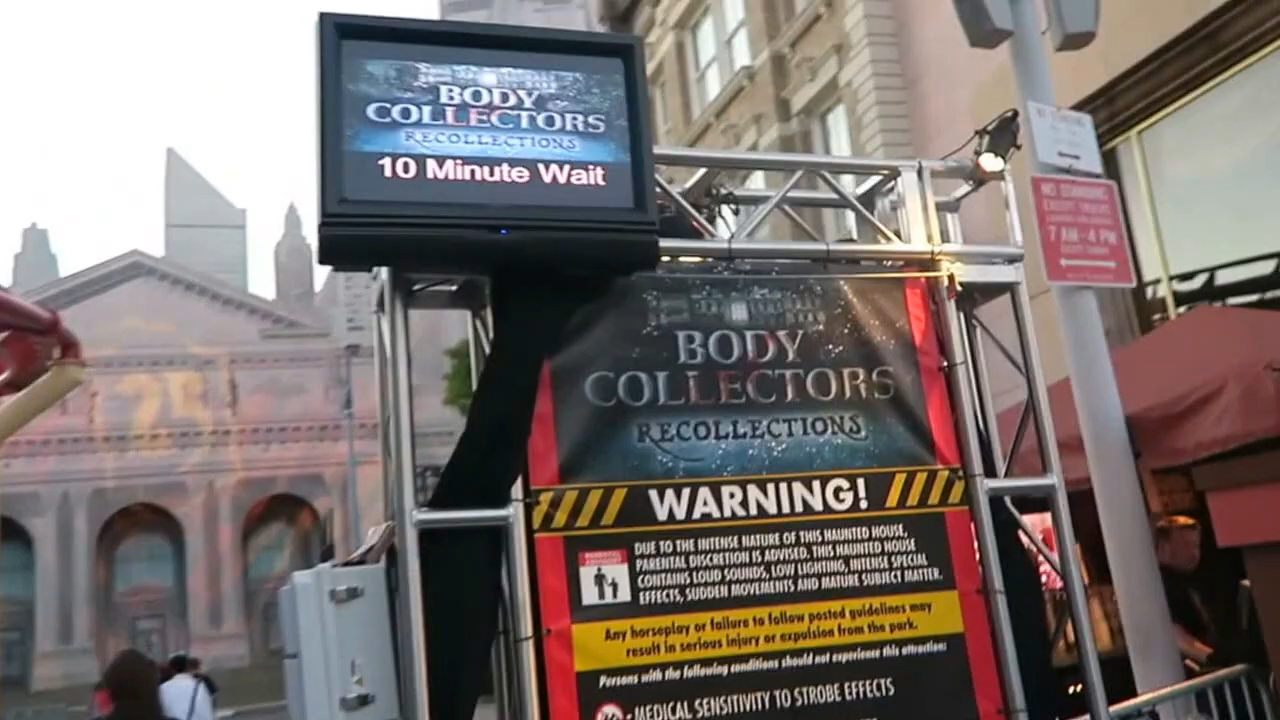 BODY
COLLECTORS
RECOLLECTIONS
10 Minute Wait
NO STANDING
7 AM - 4 PM
25
BODY
COLLECTORS
RECOLLECTIONS
WARNING!
DUE TO THE INTENSE NATURE OF THIS HAUNTED HOUSE,
PARENTAL DISCRETION IS ADVISED. THIS HAUNTED HOUSE
CONTAINS LOUD SOUNDS, LOW LIGHTING, INTENSE SPECIAL
EFFECTS, SUDDEN MOVEMENTS AND MATURE SUBJECT MATTER.
Any horseplay or failure to follow posted guidelines may
result in serious injury or expulsion from the park.
Persons with the following conditions should not experience this attraction:
MEDICAL SENSITIVITY TO STROBE EFFECTS